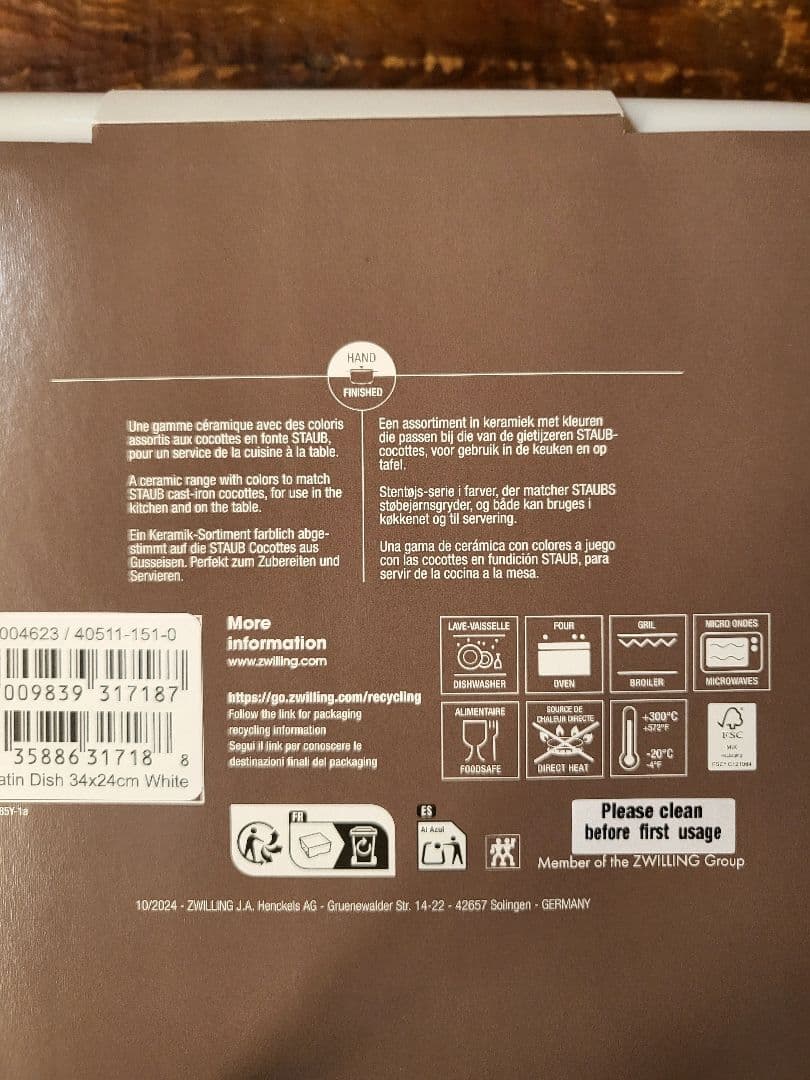 HAND
FINISHED
Une gamme céramique avec des coloris
assortis aux cocottes en fonte STAUB,
pour un service de la cuisine à la table.
A ceramic range with colors to match
STAUB cast-iron cocottes, for use in the
kitchen and on the table.
Ein Keramik-Sortiment farblich abge-
stimmt auf die STAUB Cocottes aus
Gusseisen. Perfekt zum Zubereiten und
Servieren.
Een assortiment in keramiek met kleuren
die passen bij die van de gietijzeren STAUB-
cocottes, voor gebruik in de keuken en op
tafel.
Stentøjs-serie i farver, der matcher STAUBS
støbejernsgryder, og både kan bruges i
køkkenet og til servering.
Una gama de cerámica con colores a juego
con las cocottes en fundición STAUB, para
servir de la cocina a la mesa.
004623 / 40511-151-0
009839 317187
35886 31718 8
atin Dish 34x24cm White
85Y-1a
More
information
www.zwilling.com
https://go.zwilling.com/recycling
Follow the link for packaging
recycling information
Segui il link per conoscere le
destinazioni finali del packaging
LAVE-VAISSELLE
DISHWASHER
FOUR
OVEN
GRIL
BROILER
MICRO ONDES
MICROWAVES
ALIMENTAIRE
FOODSAFE
SOURCE DE
CHALEUR DIRECTE
DIRECT HEAT
+300°C
+572°F
-20°C
-4°F
FSC
MIX
FR
ES
Al Azul
Please clean
before first usage
Member of the ZWILLING Group
10/2024 - ZWILLING J.A. Henckels AG - Gruenewalder Str. 14-22 - 42657 Solingen - GERMANY